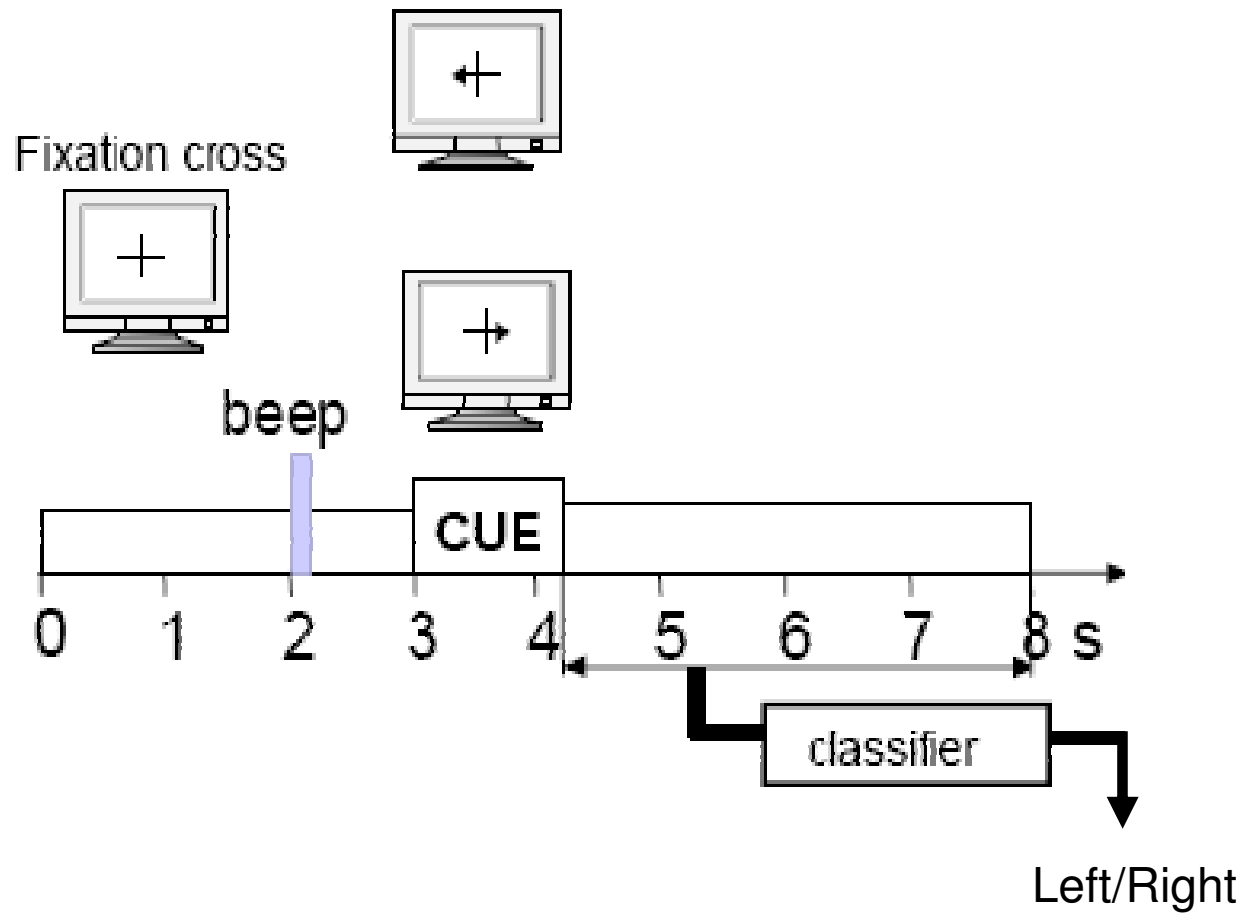 Fixation cross
beep
CUE
0 1 2 3 4 5 6 7 8 s
classifier
Left/Right